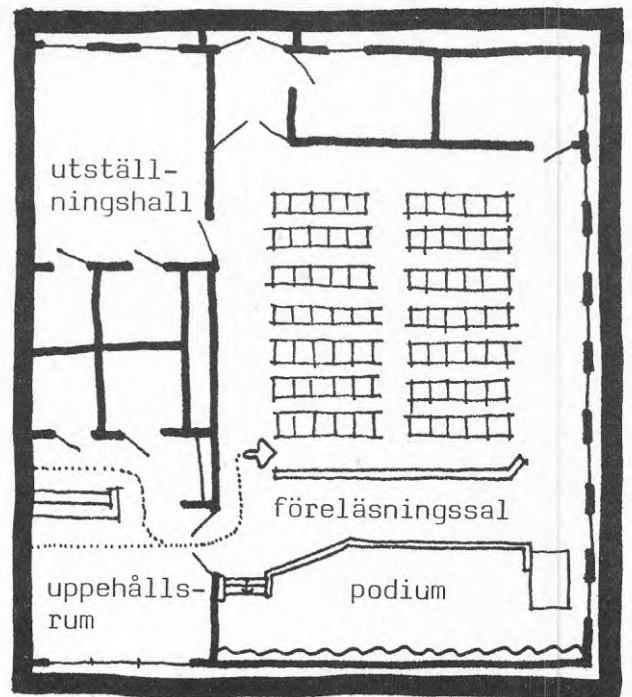 utställ-
ningshall
föreläsningssal
uppehålls-
rum
podium